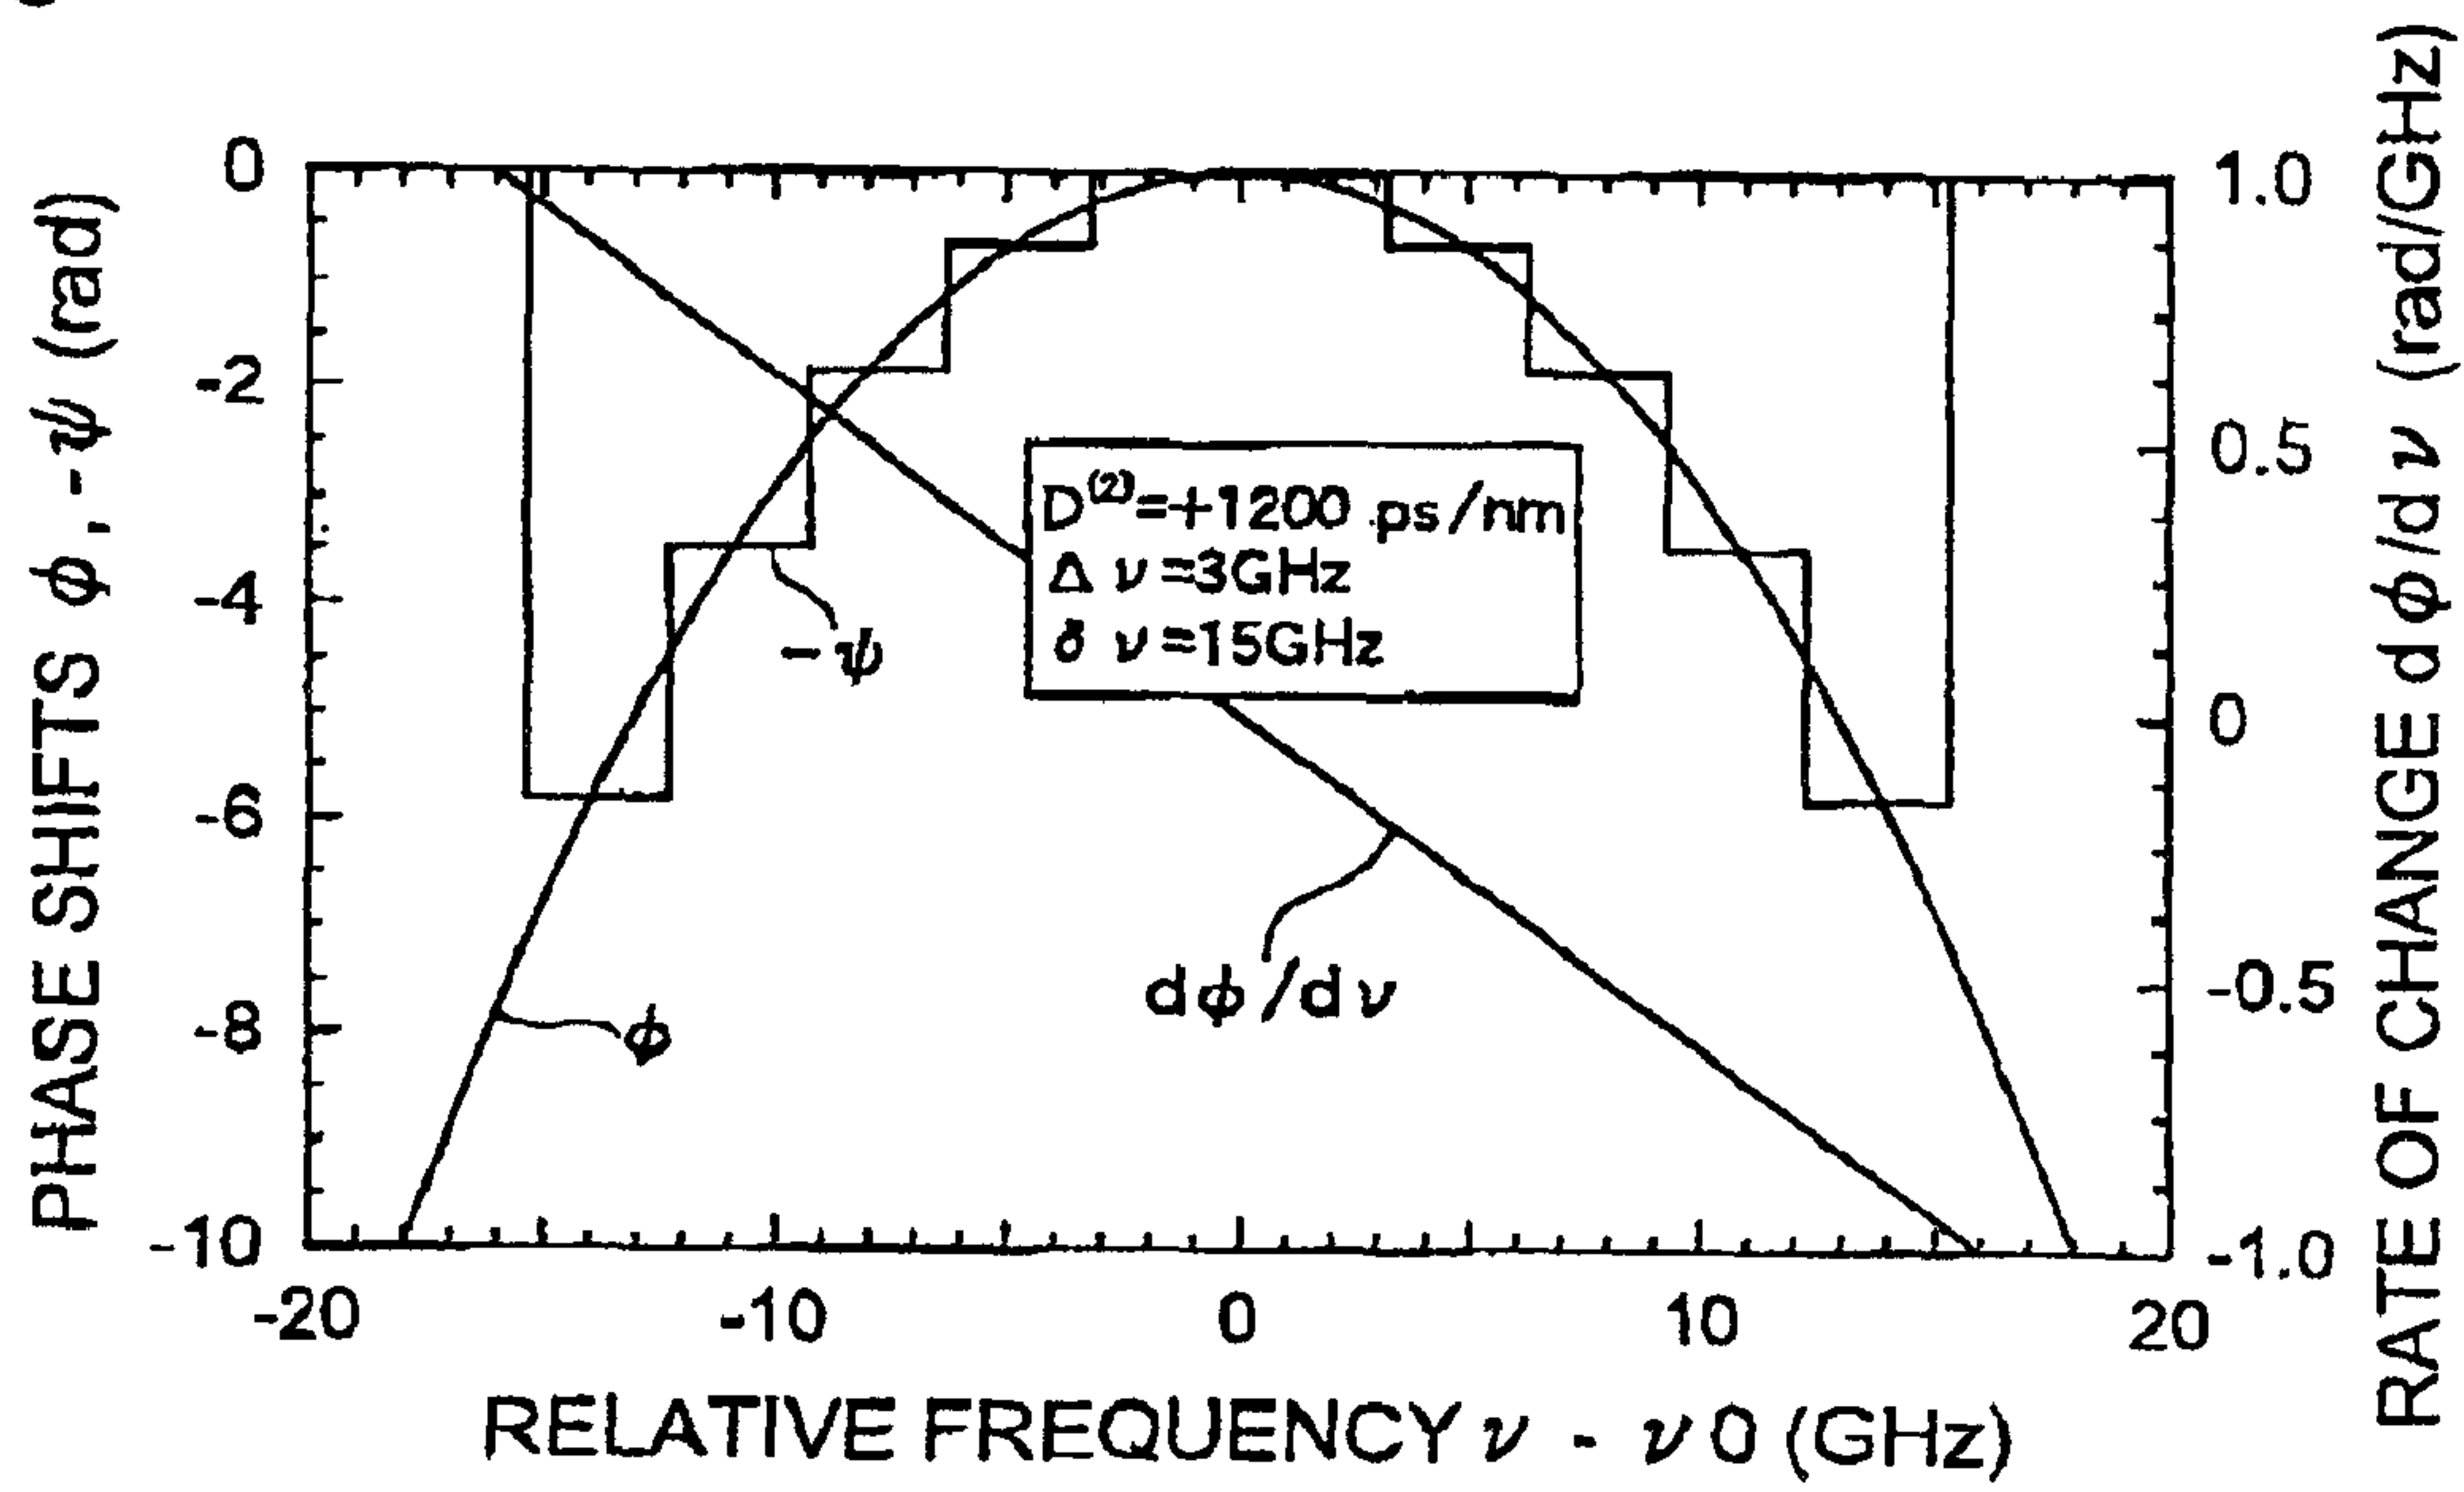 PHASE SHIFTS ϕ, -ψ (rad)
0
-2
-4
-6
-8
-10
-20
-10
0
10
20
RELATIVE FREQUENCY ν - ν0 (GHz)
1.0
0.5
0
-0.5
-1.0
RATE OF CHANGE dϕ/dν (rad/GHz)
D⁽²⁾=+1200 ps/nm
Δν=3GHz
δν=15GHz
-ψ
ϕ
dϕ/dν